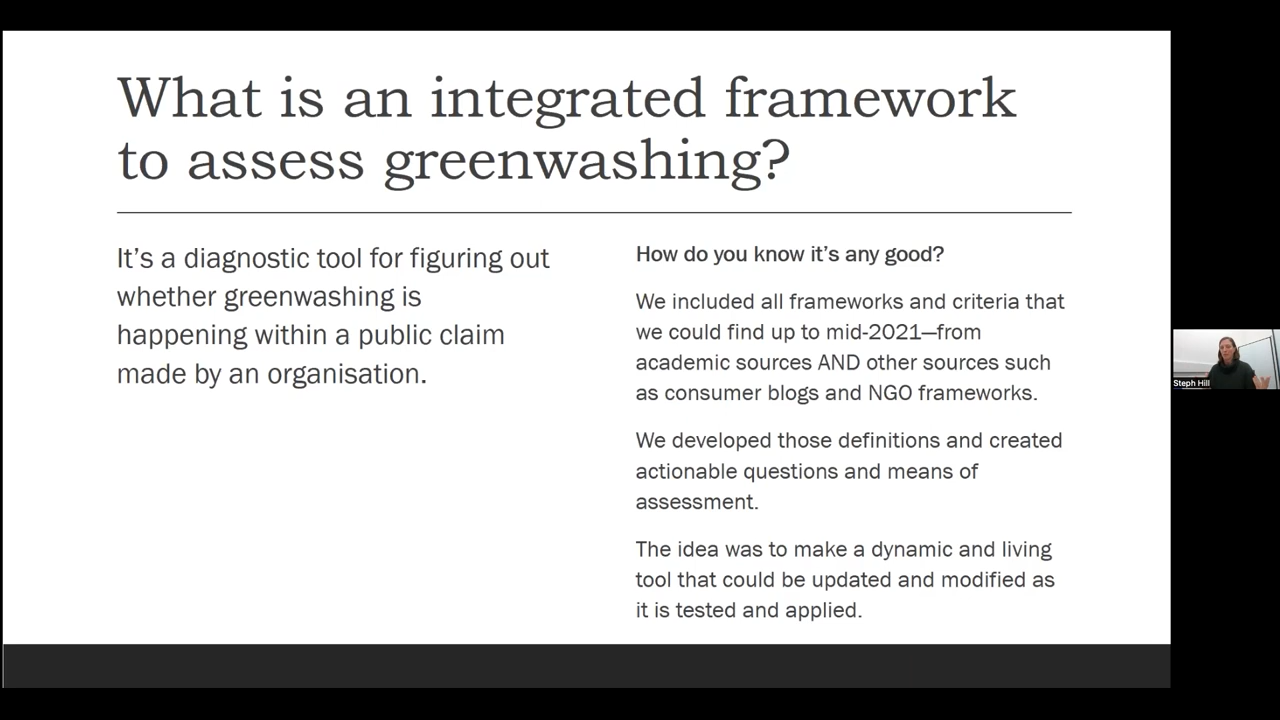 What is an integrated framework
to assess greenwashing?
It's a diagnostic tool for figuring out
whether greenwashing is
happening within a public claim
made by an organisation.
How do you know it's any good?
We included all frameworks and criteria that
we could find up to mid-2021—from
academic sources AND other sources such
as consumer blogs and NGO frameworks.
We developed those definitions and created
actionable questions and means of
assessment.
The idea was to make a dynamic and living
tool that could be updated and modified as
it is tested and applied.
Steph Hill